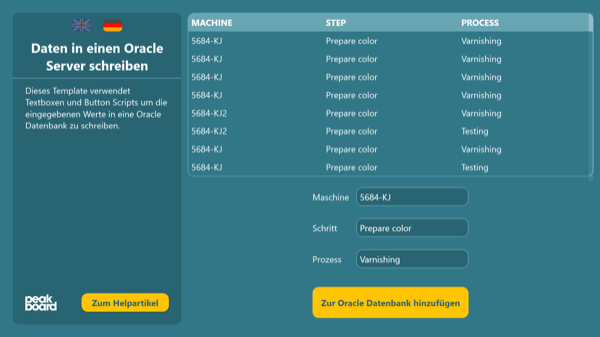 Daten in einen Oracle
Server schreiben
Dieses Template verwendet
Textboxen und Button Scripts um die
eingegebenen Werte in eine Oracle
Datenbank zu schreiben.
peak
board
Zum Helpartikel
MACHINE STEP PROCESS
5684-KJ Prepare color Varnishing
5684-KJ Prepare color Varnishing
5684-KJ Prepare color Varnishing
5684-KJ Prepare color Varnishing
5684-KJ2 Prepare color Varnishing
5684-KJ2 Prepare color Testing
5684-KJ Prepare color Varnishing
5684-KJ Prepare color Testing
Maschine 5684-KJ
Schritt Prepare color
Prozess Varnishing
Zur Oracle Datenbank hinzufügen